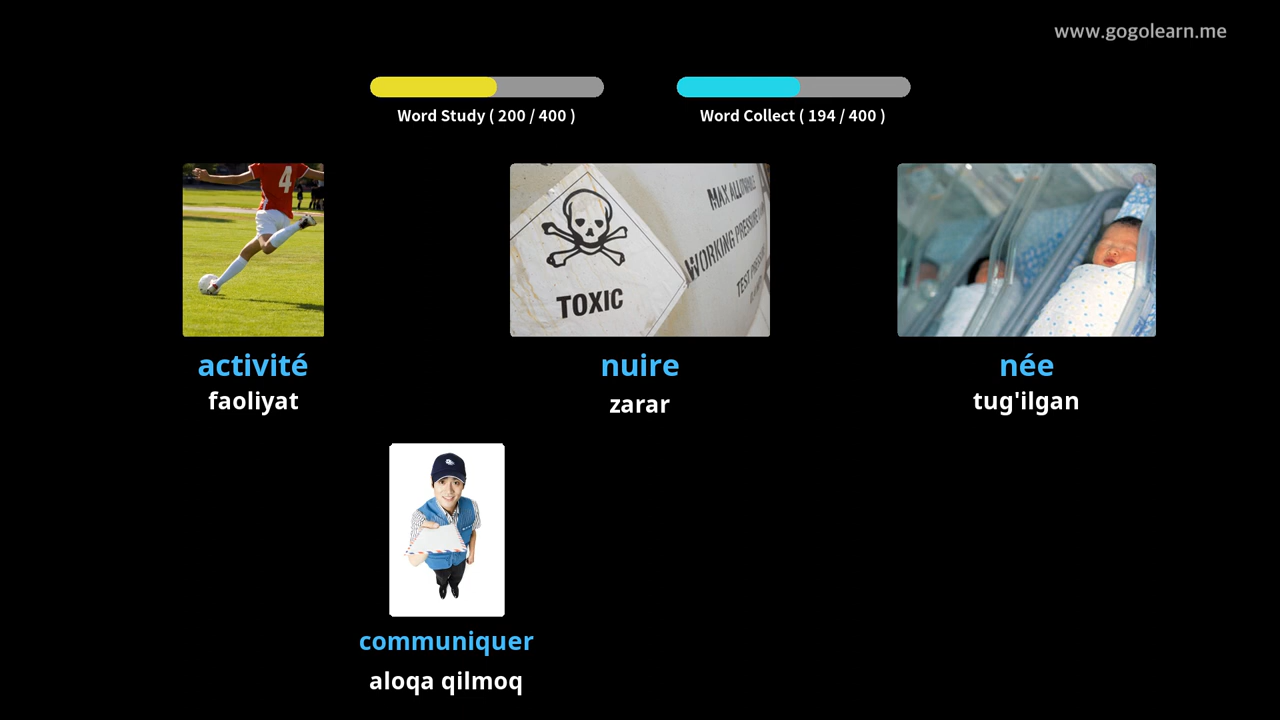 www.gogolearn.me
Word Study ( 200 / 400 )
Word Collect ( 194 / 400 )
4
TOXIC
MAX ALLOWABLE
WORKING PRESSURE
TEST PRESS
activité
faoliyat
nuire
zarar
née
tug'ilgan
communiquer
aloqa qilmoq